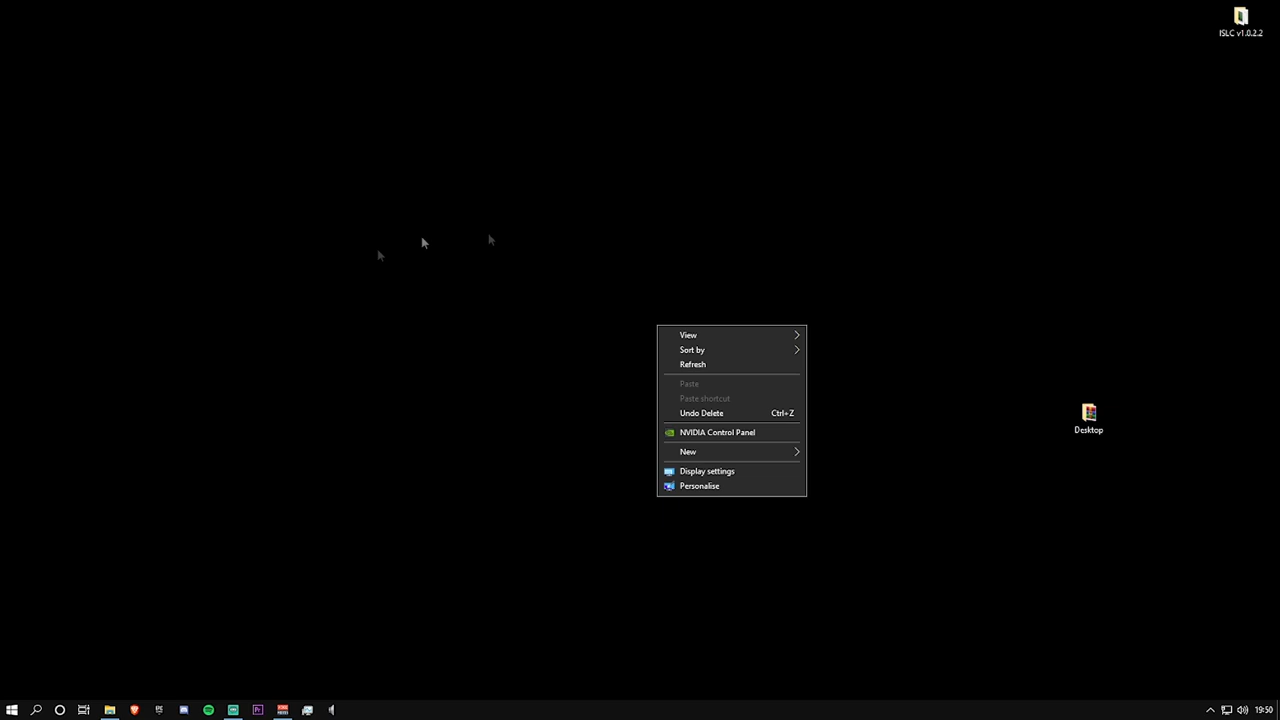 ISLC v1.0.2.2
View
Sort by
Refresh
Paste
Paste shortcut
Undo Delete Ctrl+Z
NVIDIA Control Panel
New
Display settings
Personalise
Desktop
Pr
19:50